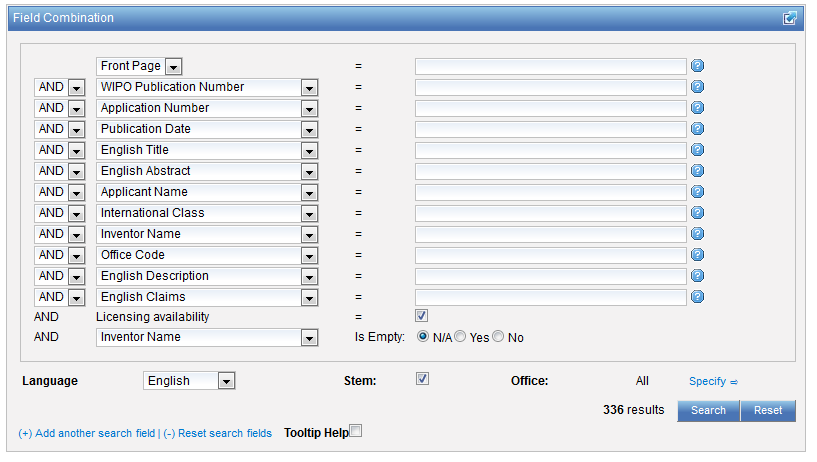 Field Combination
Front Page =
AND WIPO Publication Number =
AND Application Number =
AND Publication Date =
AND English Title =
AND English Abstract =
AND Applicant Name =
AND International Class =
AND Inventor Name =
AND Office Code =
AND English Description =
AND English Claims =
AND Licensing availability =
AND Inventor Name Is Empty: N/A Yes No
Language English Stem: Office: All Specify ⇨
336 results Search Reset
(+) Add another search field | (-) Reset search fields Tooltip Help